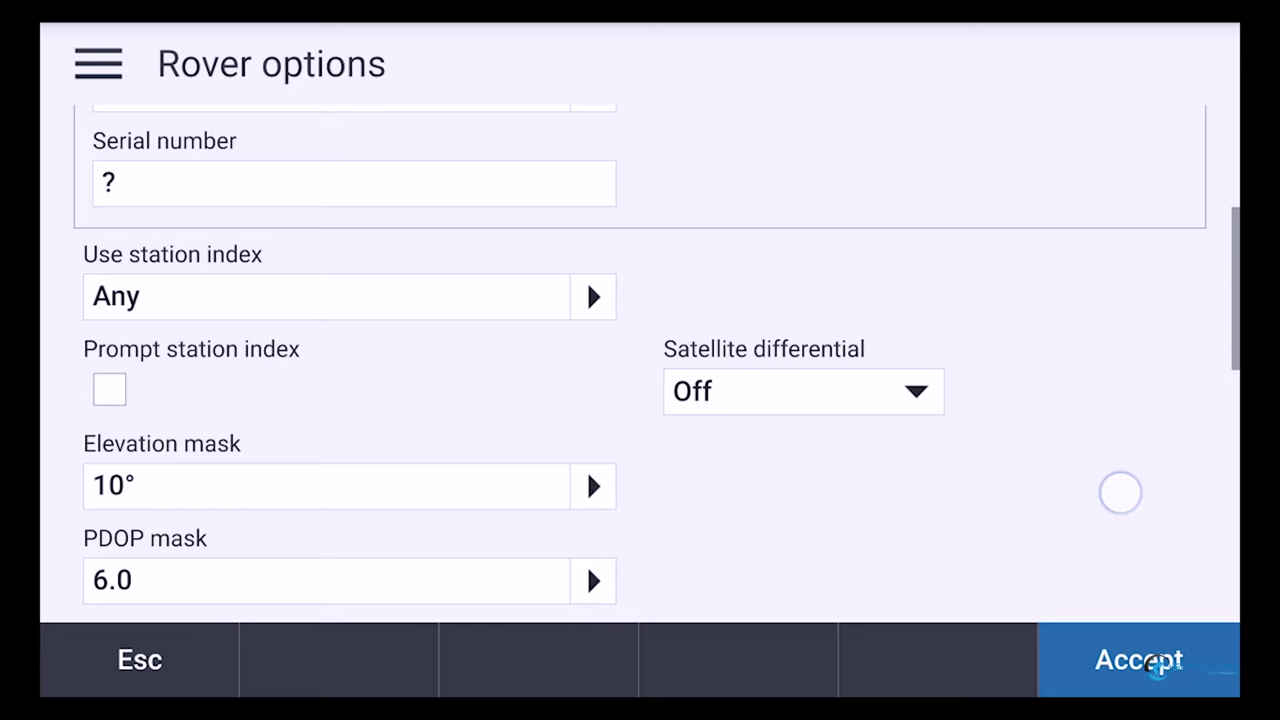 Rover options
Serial number
?
Use station index
Any
Prompt station index
Satellite differential
Off
Elevation mask
10°
PDOP mask
6.0
Esc
Accept